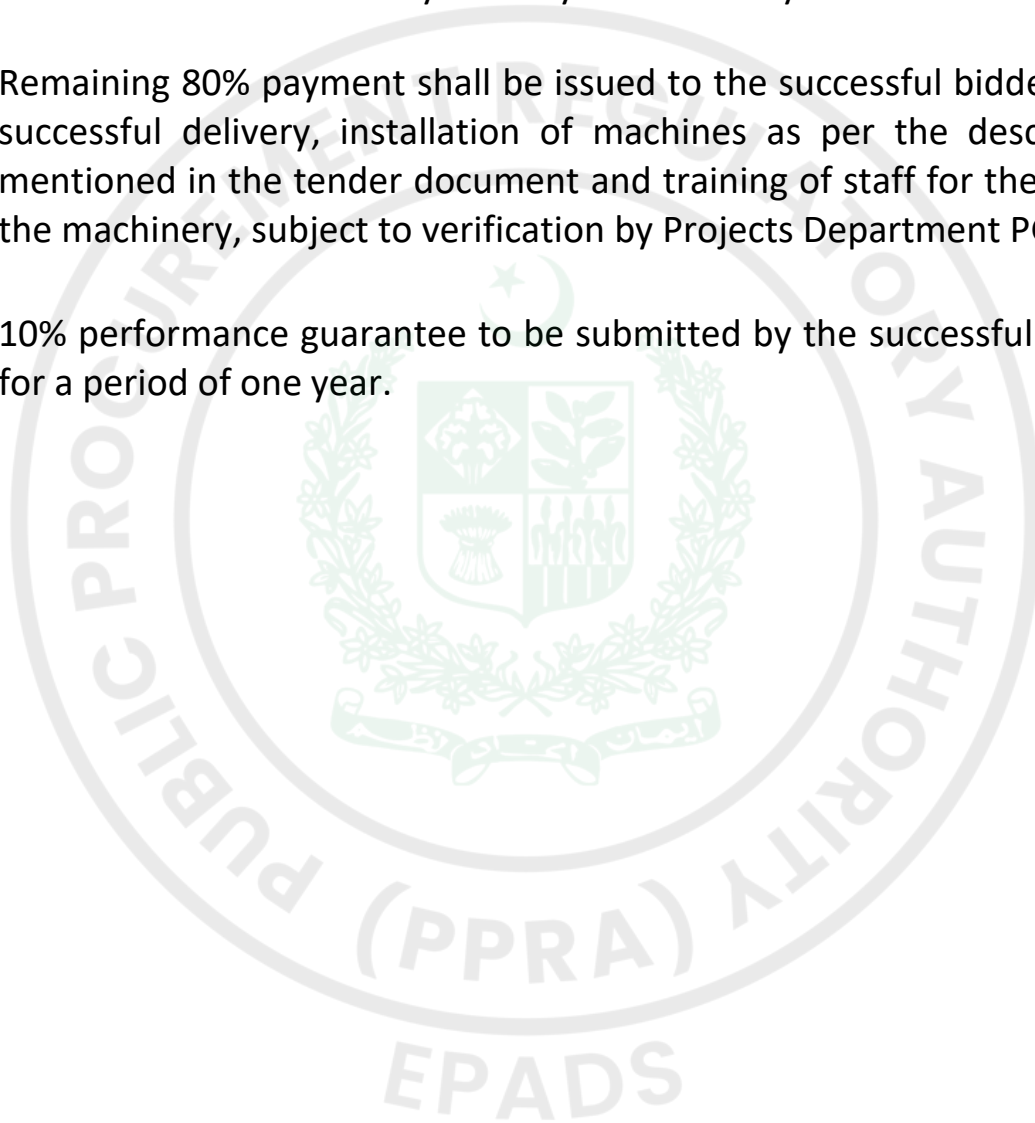 Remaining 80% payment shall be issued to the successful bidde
successful delivery, installation of machines as per the desc
mentioned in the tender document and training of staff for the
the machinery, subject to verification by Projects Department P
10% performance guarantee to be submitted by the successful
for a period of one year.
PUBLIC PROCUREMENT REGULATORY AUTHORITY
(PPRA)
EPADS